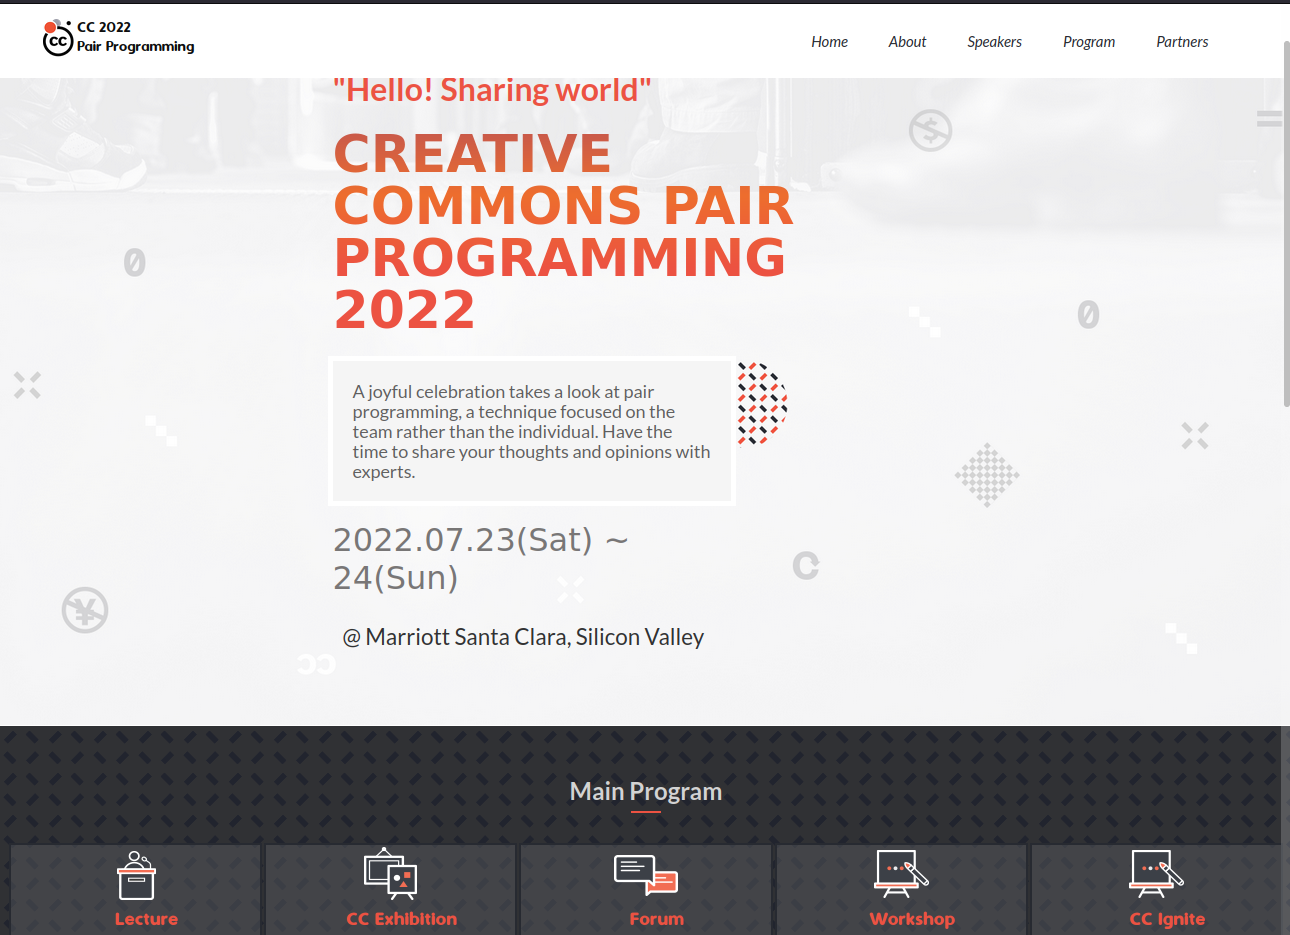 CC 2022
Pair Programming
Home About Speakers Program Partners
"Hello! Sharing world"
CREATIVE
COMMONS PAIR
PROGRAMMING
2022
A joyful celebration takes a look at pair
programming, a technique focused on the
team rather than the individual. Have the
time to share your thoughts and opinions with
experts.
2022.07.23(Sat) ~
24(Sun)
@ Marriott Santa Clara, Silicon Valley
Main Program
Lecture CC Exhibition Forum Workshop CC Ignite